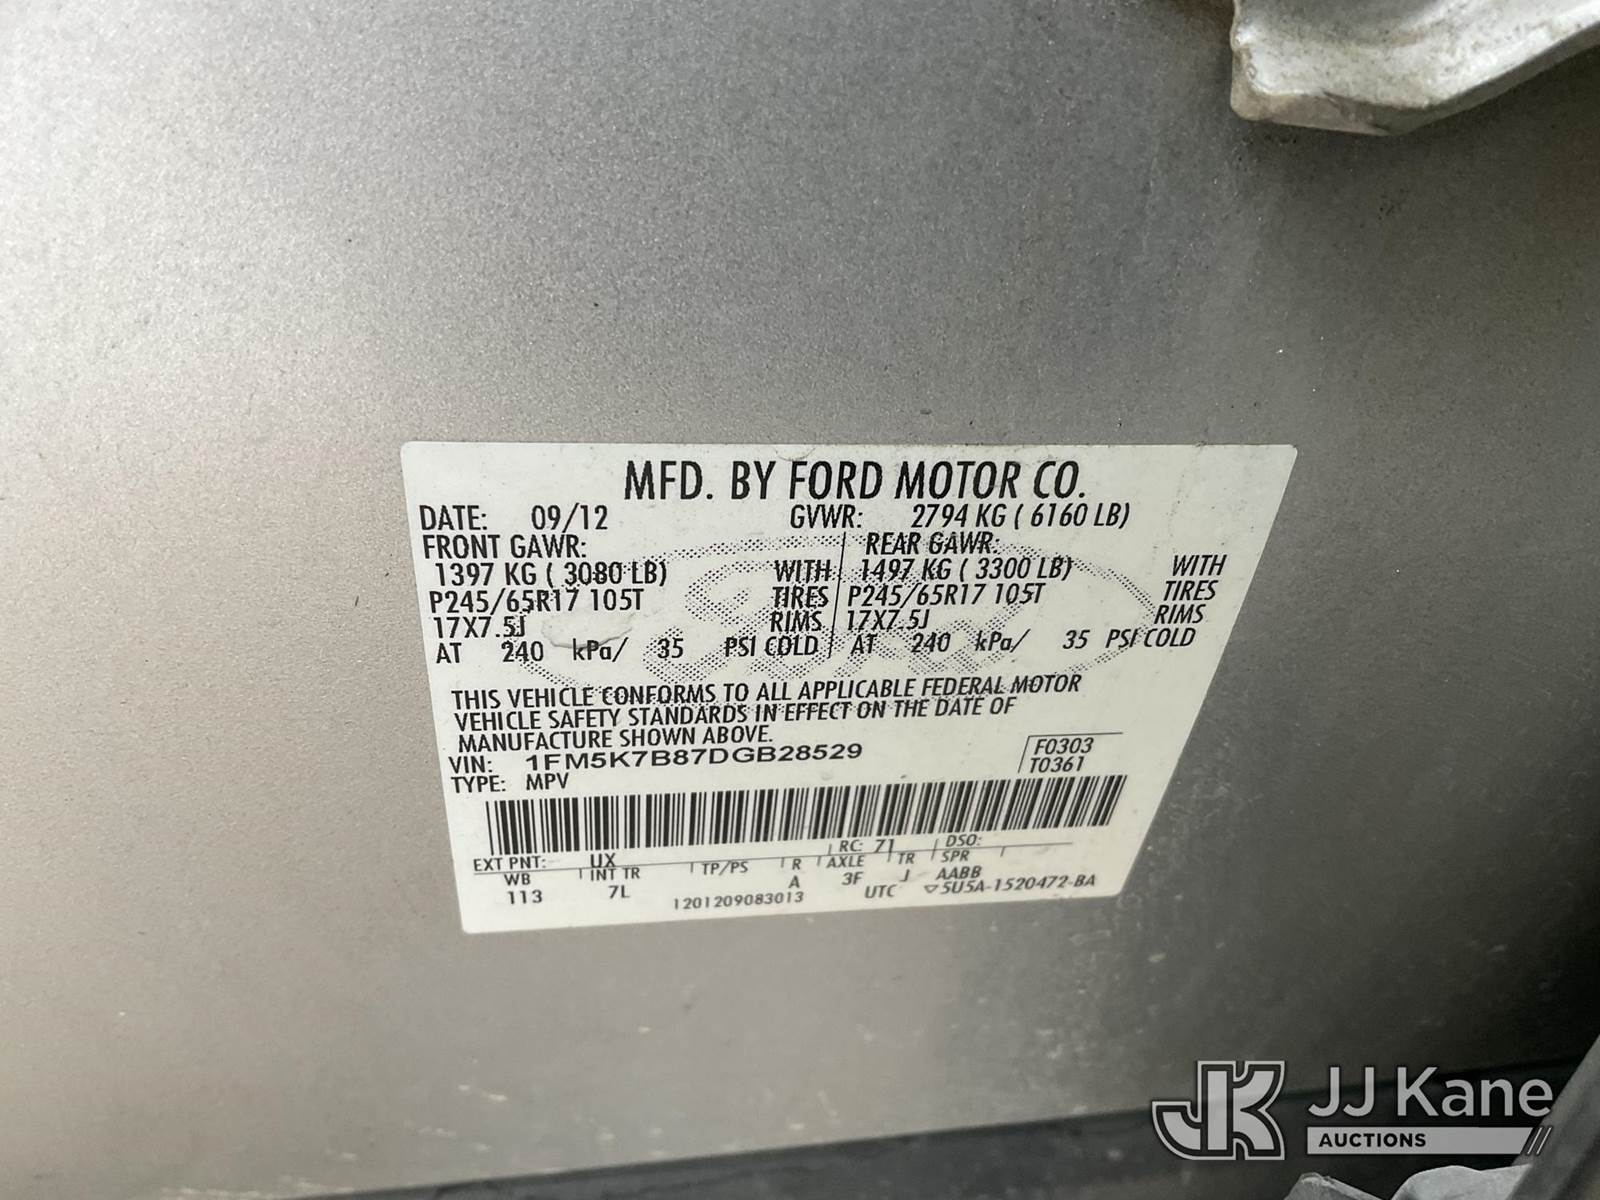 MFD. BY FORD MOTOR CO.
DATE: 09/12 GVWR: 2794 KG ( 6160 LB)
FRONT GAWR: REAR GAWR:
1397 KG ( 3080 LB) WITH 1497 KG ( 3300 LB) WITH
P245/65R17 105T TIRES P245/65R17 105T TIRES
17X7.5J RIMS 17X7.5J RIMS
AT 240 kPa/ 35 PSI COLD AT 240 kPa/ 35 PSI COLD
THIS VEHICLE CONFORMS TO ALL APPLICABLE FEDERAL MOTOR
VEHICLE SAFETY STANDARDS IN EFFECT ON THE DATE OF
MANUFACTURE SHOWN ABOVE.
VIN: 1FM5K7B87DGB28529 F0303
TYPE: MPV T0361
EXT PNT: UX RC: 71 DSO:
WB INT TR TP/PS R AXLE TR SPR
113 7L A 3F J AABB
1201209083013 UTC 5U5A-1520472-BA
JK JJ Kane
AUCTIONS